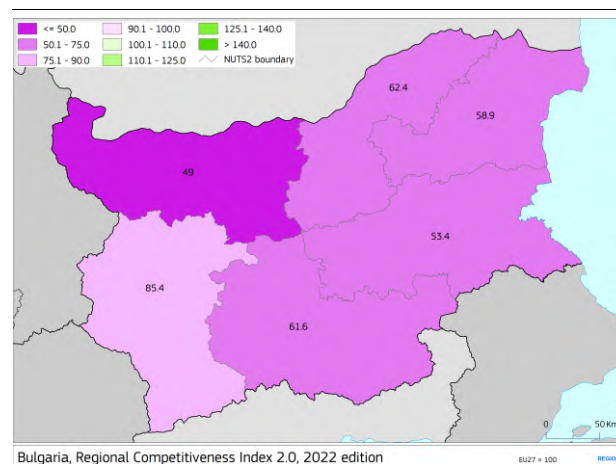 <= 50.0
50.1 - 75.0
75.1 - 90.0
90.1 - 100.0
100.1 - 110.0
110.1 - 125.0
125.1 - 140.0
> 140.0
NUTS2 boundary
62.4
58.9
49
53.4
85.4
61.6
0 50 Km
Bulgaria, Regional Competitiveness Index 2.0, 2022 edition
EU27 = 100
REGIO